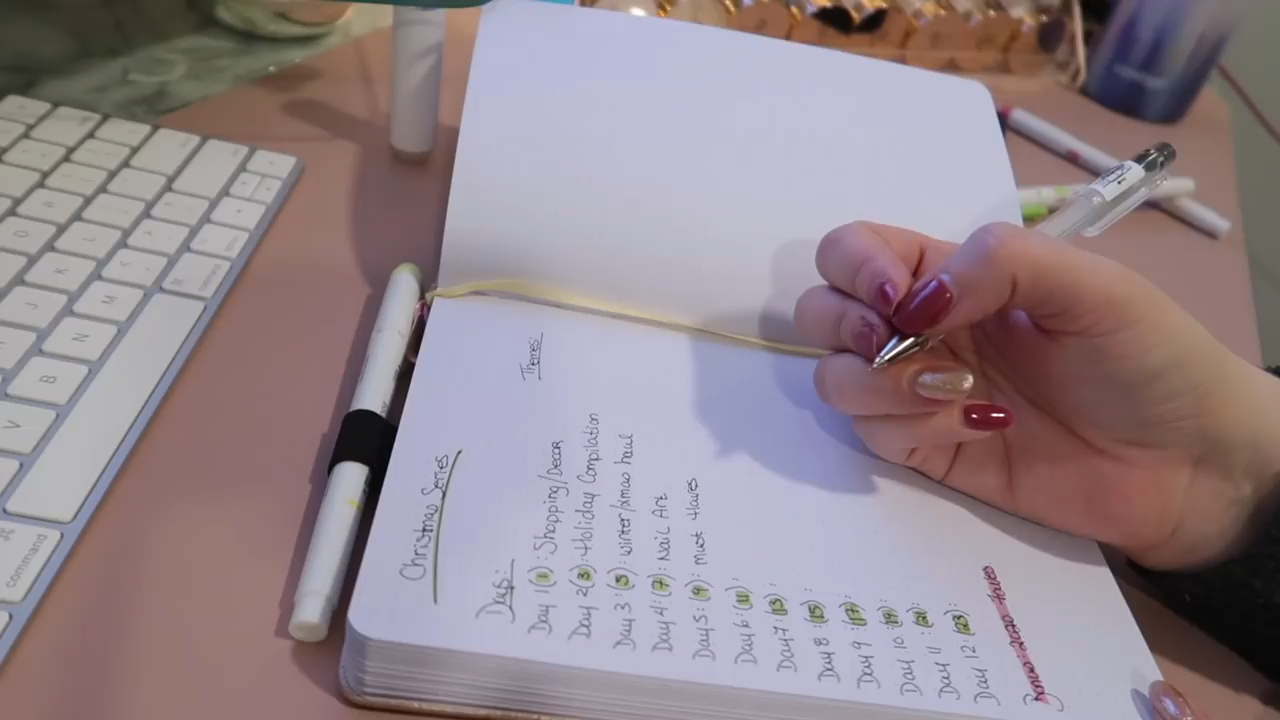 Christmas Series
Days:
Themes:
Day 1 (1): Shopping/Decor
Day 2 (3): Holiday Compilation
Day 3: (5): winter/xmas haul
Day 4: (7): Nail Art
Day 5: (9): must Haves
Day 6: (11):
Day 7: (13):
Day 8: (15):
Day 9: (17):
Day 10: (19):
Day 11: (21):
Day 12: (23):
Bonus: 2020 Faves
command
O
P
L
K
J
M
N
B
V
command